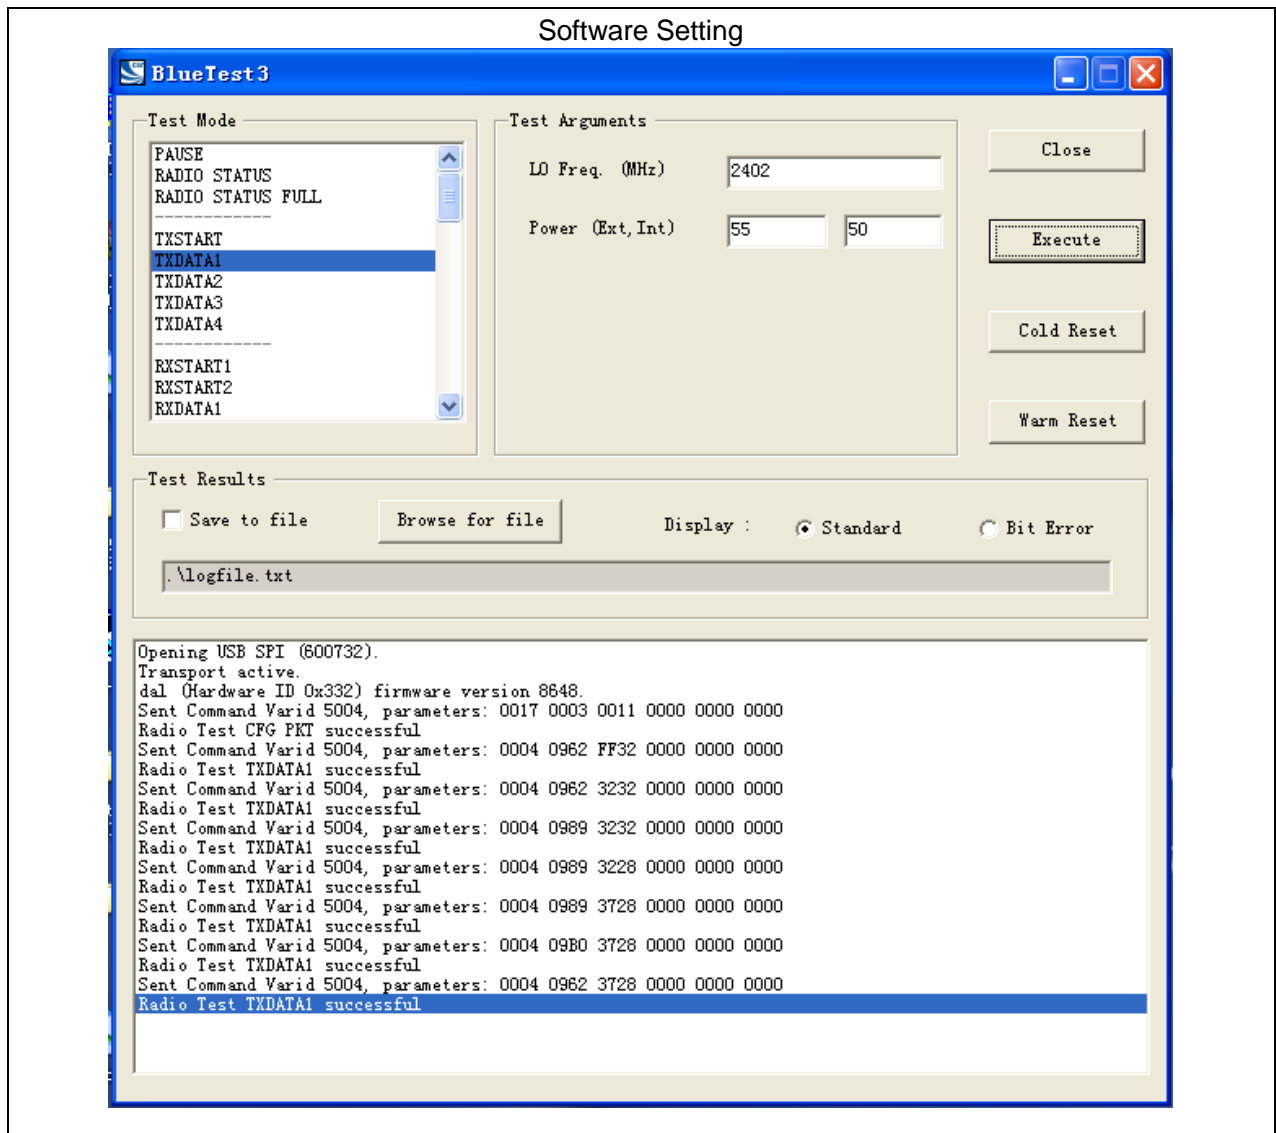 Software Setting
BlueTest3
Test Mode
PAUSE
RADIO STATUS
RADIO STATUS FULL
------------
TXSTART
TXDATA1
TXDATA2
TXDATA3
TXDATA4
------------
RXSTART1
RXSTART2
RXDATA1
Test Arguments
LO Freq. (MHz) 2402
Power (Ext,Int) 55 50
Close
Execute
Cold Reset
Warm Reset
Test Results
Save to file Browse for file Display : Standard Bit Error
.\logfile.txt
Opening USB SPI (600732).
Transport active.
dal (Hardware ID 0x332) firmware version 8648.
Sent Command Varid 5004, parameters: 0017 0003 0011 0000 0000 0000
Radio Test CFG PKT successful
Sent Command Varid 5004, parameters: 0004 0962 FF32 0000 0000 0000
Radio Test TXDATA1 successful
Sent Command Varid 5004, parameters: 0004 0962 3232 0000 0000 0000
Radio Test TXDATA1 successful
Sent Command Varid 5004, parameters: 0004 0989 3232 0000 0000 0000
Radio Test TXDATA1 successful
Sent Command Varid 5004, parameters: 0004 0989 3228 0000 0000 0000
Radio Test TXDATA1 successful
Sent Command Varid 5004, parameters: 0004 0989 3728 0000 0000 0000
Radio Test TXDATA1 successful
Sent Command Varid 5004, parameters: 0004 09B0 3728 0000 0000 0000
Radio Test TXDATA1 successful
Sent Command Varid 5004, parameters: 0004 0962 3728 0000 0000 0000
Radio Test TXDATA1 successful